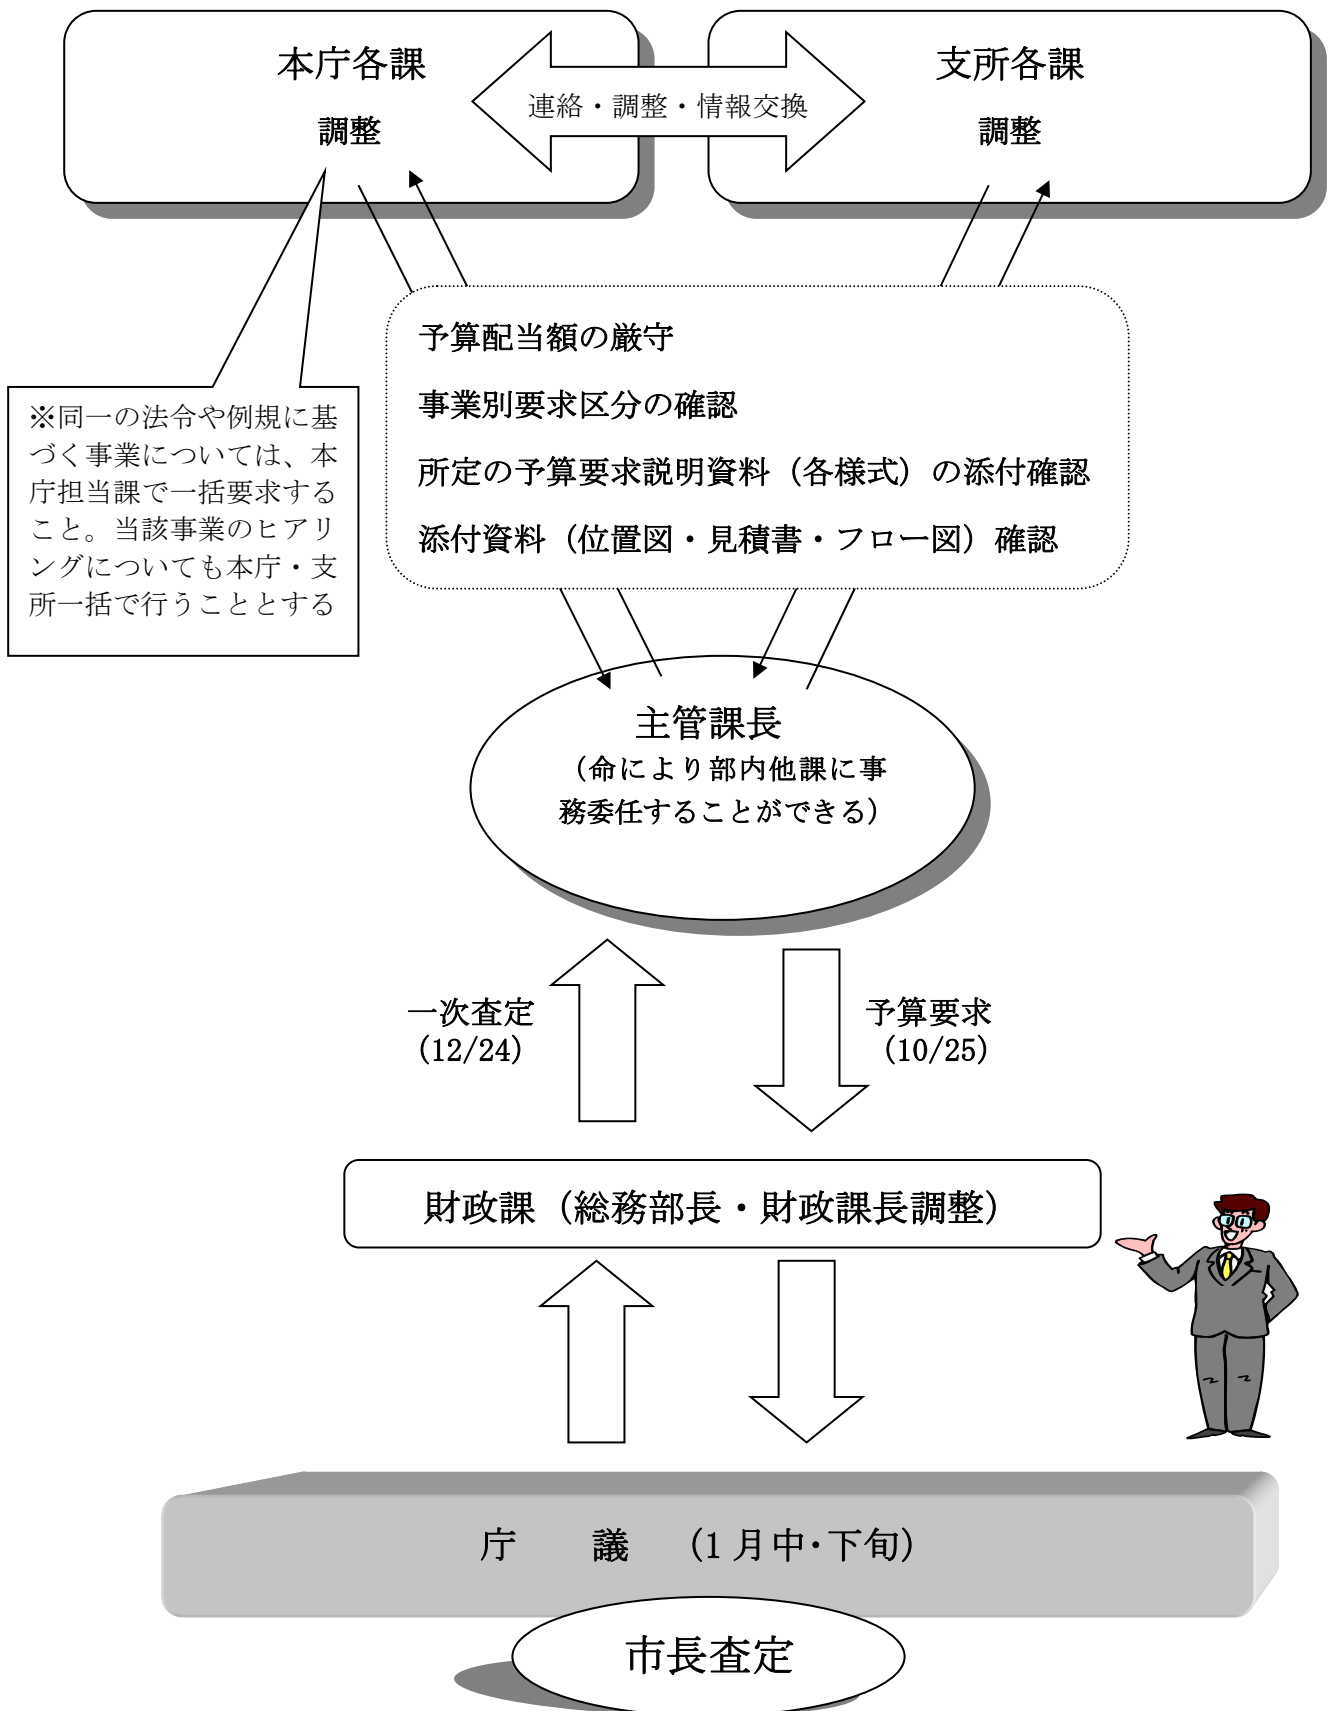 本庁各課
調整
連絡・調整・情報交換
支所各課
調整
予算配当額の厳守
事業別要求区分の確認
所定の予算要求説明資料（各様式）の添付確認
添付資料（位置図・見積書・フロー図）確認
※同一の法令や例規に基
づく事業については、本
庁担当課で一括要求する
こと。当該事業のヒアリ
ングについても本庁・支
所一括で行うこととする
主管課長
（命により部内他課に事
務委任することができる）
一次査定
（12/24）
予算要求
（10/25）
財政課（総務部長・財政課長調整）
庁　議　（1月中・下旬）
市長査定